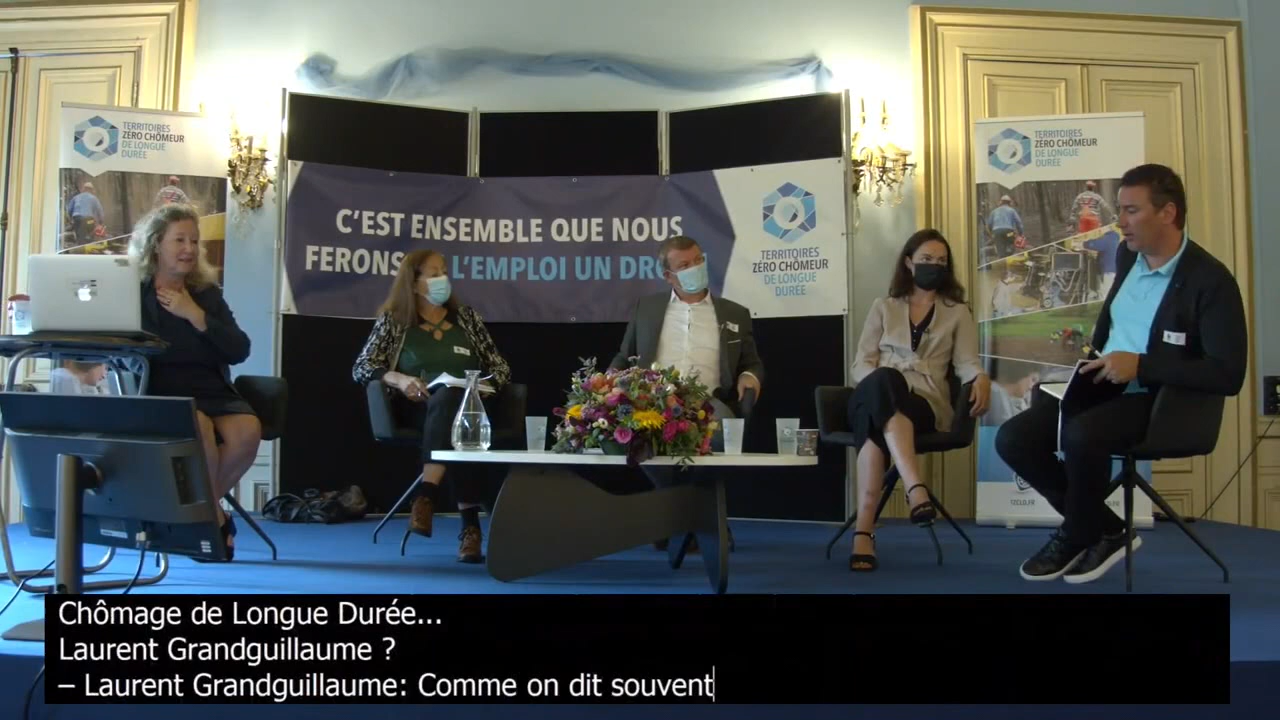 TERRITOIRES
ZÉRO CHÔMEUR
DE LONGUE
DURÉE
C'EST ENSEMBLE QUE NOUS
FERONS L'EMPLOI UN DRO
TERRITOIRES
ZÉRO CHÔMEUR
DE LONGUE
DURÉE
TERRITOIRES
ZÉRO CHÔMEUR
DE LONGUE
DURÉE
TZCLD.FR
Chômage de Longue Durée...
Laurent Grandguillaume ?
– Laurent Grandguillaume: Comme on dit souvent